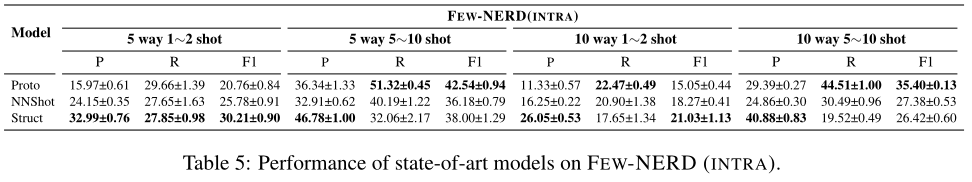 Model FEW-NERD(INTRA)
5 way 1∼2 shot 5 way 5∼10 shot 10 way 1∼2 shot 10 way 5∼10 shot
P R F1 P R F1 P R F1 P R F1
Proto 15.97±0.61 29.66±1.39 20.76±0.84 36.34±1.33 51.32±0.45 42.54±0.94 11.33±0.57 22.47±0.49 15.05±0.44 29.39±0.27 44.51±1.00 35.40±0.13
NNShot 24.15±0.35 27.65±1.63 25.78±0.91 32.91±0.62 40.19±1.22 36.18±0.79 16.25±0.22 20.90±1.38 18.27±0.41 24.86±0.30 30.49±0.96 27.38±0.53
Struct 32.99±0.76 27.85±0.98 30.21±0.90 46.78±1.00 32.06±2.17 38.00±1.29 26.05±0.53 17.65±1.34 21.03±1.13 40.88±0.83 19.52±0.49 26.42±0.60
Table 5: Performance of state-of-art models on FEW-NERD (INTRA).